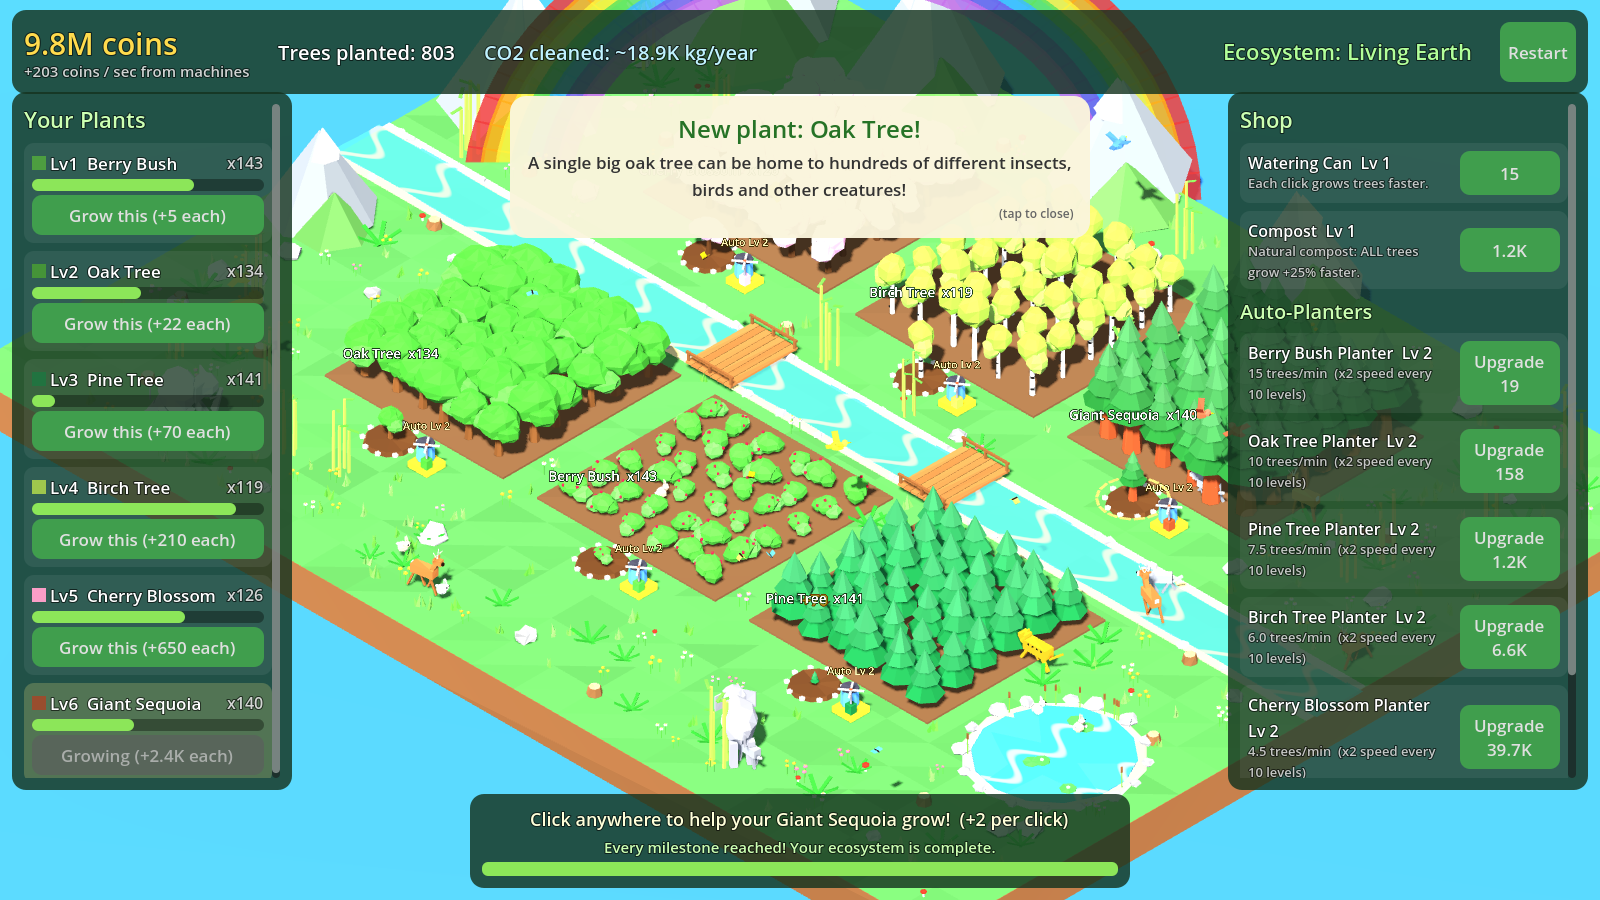 9.8M coins
+203 coins / sec from machines
Trees planted: 803
CO2 cleaned: ~18.9K kg/year
Ecosystem: Living Earth
Restart
Your Plants
Lv1 Berry Bush x143
Grow this (+5 each)
Lv2 Oak Tree x134
Grow this (+22 each)
Lv3 Pine Tree x141
Grow this (+70 each)
Lv4 Birch Tree x119
Grow this (+210 each)
Lv5 Cherry Blossom x126
Grow this (+650 each)
Lv6 Giant Sequoia x140
Growing (+2.4K each)
New plant: Oak Tree!
A single big oak tree can be home to hundreds of different insects,
birds and other creatures!
(tap to close)
Auto Lv 2
Birch Tree x119
Oak Tree x134
Auto Lv 2
Giant Sequoia x140
Auto Lv 2
Berry Bush x143
Auto Lv 2
Auto Lv 2
Pine Tree x141
Auto Lv 2
Shop
Watering Can Lv 1
Each click grows trees faster.
15
Compost Lv 1
Natural compost: ALL trees
grow +25% faster.
1.2K
Auto-Planters
Berry Bush Planter Lv 2
15 trees/min (x2 speed every
10 levels)
Upgrade
19
Oak Tree Planter Lv 2
10 trees/min (x2 speed every
10 levels)
Upgrade
158
Pine Tree Planter Lv 2
7.5 trees/min (x2 speed every
10 levels)
Upgrade
1.2K
Birch Tree Planter Lv 2
6.0 trees/min (x2 speed every
10 levels)
Upgrade
6.6K
Cherry Blossom Planter
Lv 2
4.5 trees/min (x2 speed every
10 levels)
Upgrade
39.7K
Click anywhere to help your Giant Sequoia grow! (+2 per click)
Every milestone reached! Your ecosystem is complete.